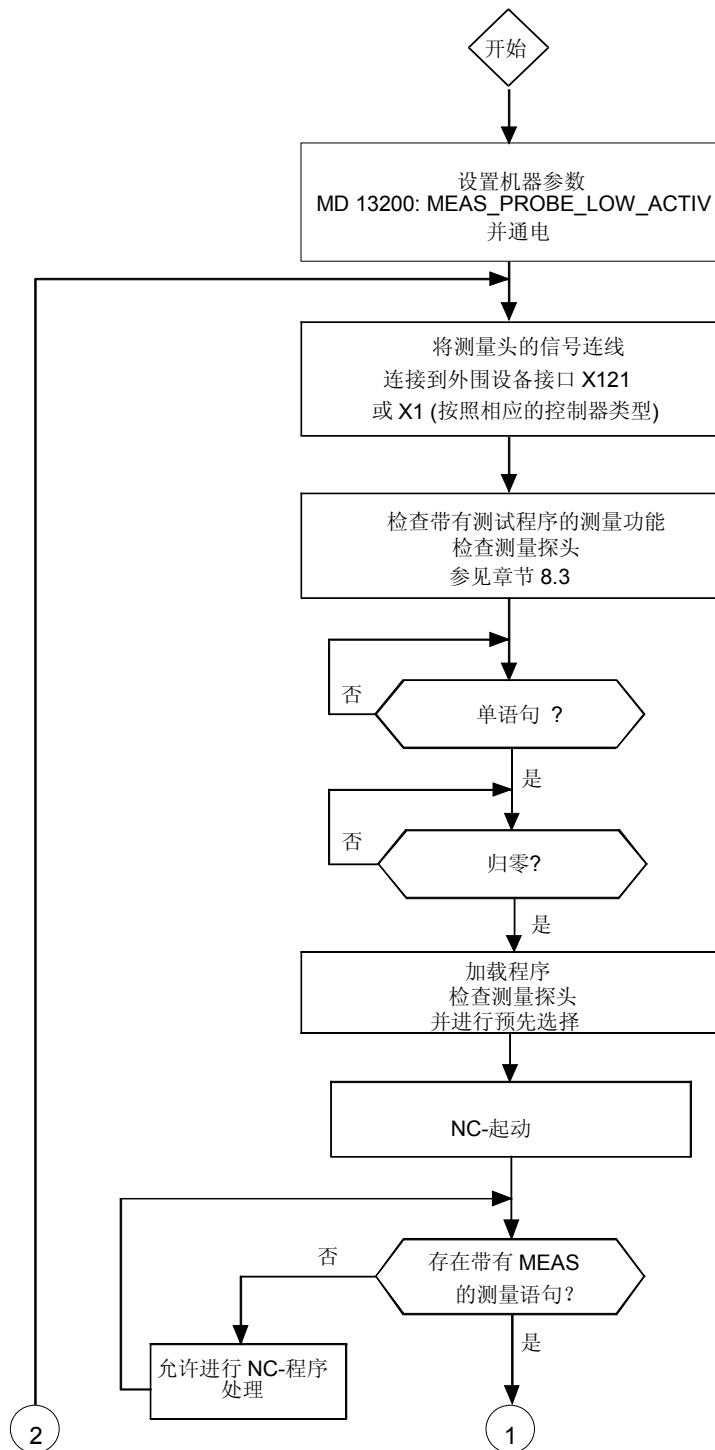 开始
设置机器参数
MD 13200: MEAS_PROBE_LOW_ACTIV
并通电
将测量头的信号连线
连接到外围设备接口 X121
或 X1 (按照相应的控制器类型)
检查带有测试程序的测量功能
检查测量探头
参见章节 8.3
否
单语句 ?
是
否
归零?
是
加载程序
检查测量探头
并进行预先选择
NC-起动
否
存在带有 MEAS
的测量语句?
是
允许进行 NC-程序
处理
2
1